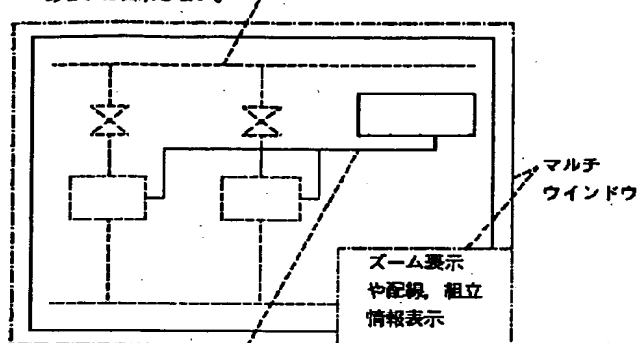 マルチ
ウインドウ
ズーム表示
や配線，組立
情報表示